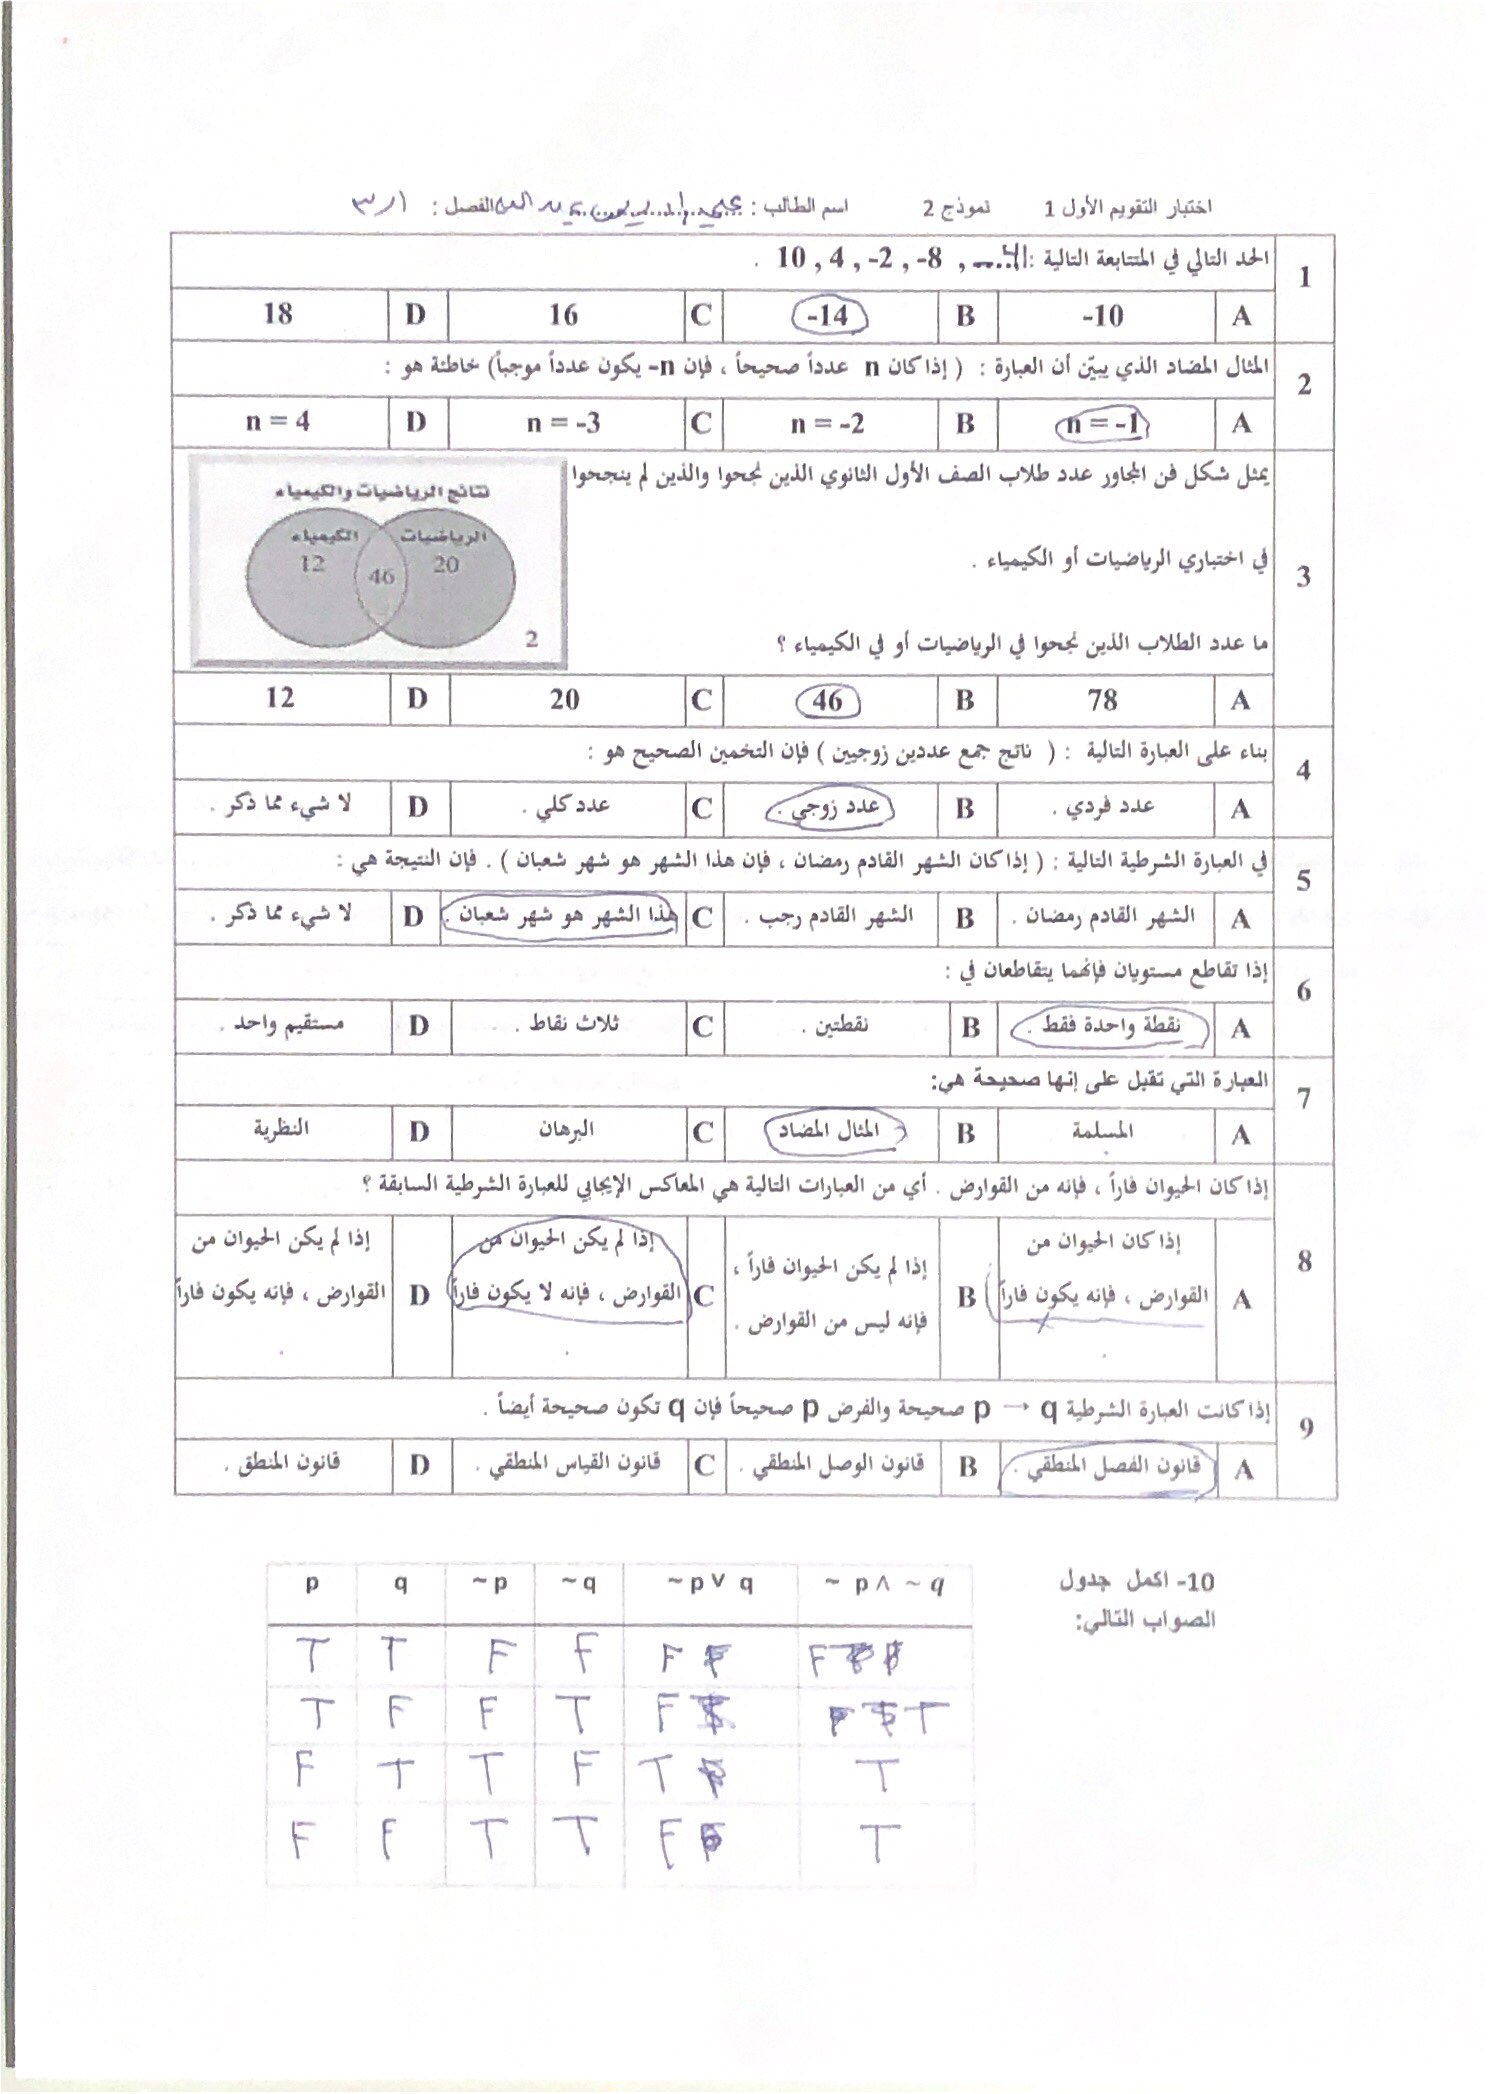 اختبار التقويم الأول 1 نموذج 2 اسم الطالب : الفصل : ١/٣
1
الحد التالي في المتتابعة التالية : 10 , 4 , -2 , -8 , .....
A -10 B -14 C 16 D 18
2
المثال المضاد الذي يبيّن أن العبارة : ( إذا كان n عدداً صحيحاً ، فإن n- يكون عدداً موجباً) خاطئة هو :
A n = -1 B n = -2 C n = -3 D n = 4
3
يمثل شكل فن المجاور عدد طلاب الصف الأول الثانوي الذين نجحوا والذين لم ينجحوا
في اختباري الرياضيات أو الكيمياء .
ما عدد الطلاب الذين نجحوا في الرياضيات أو في الكيمياء ؟
نتائج الرياضيات والكيمياء
الرياضيات الكيمياء
20 46 12
2
A 78 B 46 C 20 D 12
4
بناء على العبارة التالية : ( ناتج جمع عددين زوجيين ) فإن التخمين الصحيح هو :
A عدد فردي . B عدد زوجي . C عدد كلي . D لا شيء مما ذكر .
5
في العبارة الشرطية التالية : ( إذا كان الشهر القادم رمضان ، فإن هذا الشهر هو شهر شعبان ) . فإن النتيجة هي :
A الشهر القادم رمضان . B الشهر القادم رجب . C هذا الشهر هو شهر شعبان . D لا شيء مما ذكر .
6
إذا تقاطع مستويان فإنهما يتقاطعان في :
A نقطة واحدة فقط . B نقطتين . C ثلاث نقاط . D مستقيم واحد .
7
العبارة التي تقبل على إنها صحيحة هي:
A المسلمة B المثال المضاد C البرهان D النظرية
8
إذا كان الحيوان فاراً ، فإنه من القوارض . أي من العبارات التالية هي المعاكس الإيجابي للعبارة الشرطية السابقة ؟
A إذا كان الحيوان من
القوارض ، فإنه يكون فاراً .
B إذا لم يكن الحيوان فاراً ،
فإنه ليس من القوارض .
C إذا لم يكن الحيوان من
القوارض ، فإنه لا يكون فاراً .
D إذا لم يكن الحيوان من
القوارض ، فإنه يكون فاراً .
9
إذا كانت العبارة الشرطية p → q صحيحة والفرض p صحيحاً فإن q تكون صحيحة أيضاً .
A قانون الفصل المنطقي . B قانون الوصل المنطقي . C قانون القياس المنطقي . D قانون المنطق .
10- اكمل جدول
الصواب التالي:
p q ~p ~q ~p ∨ q ~ p ∧ ~ q
T T F F F F
T F F T F T
F T T F T T
F F T T F T